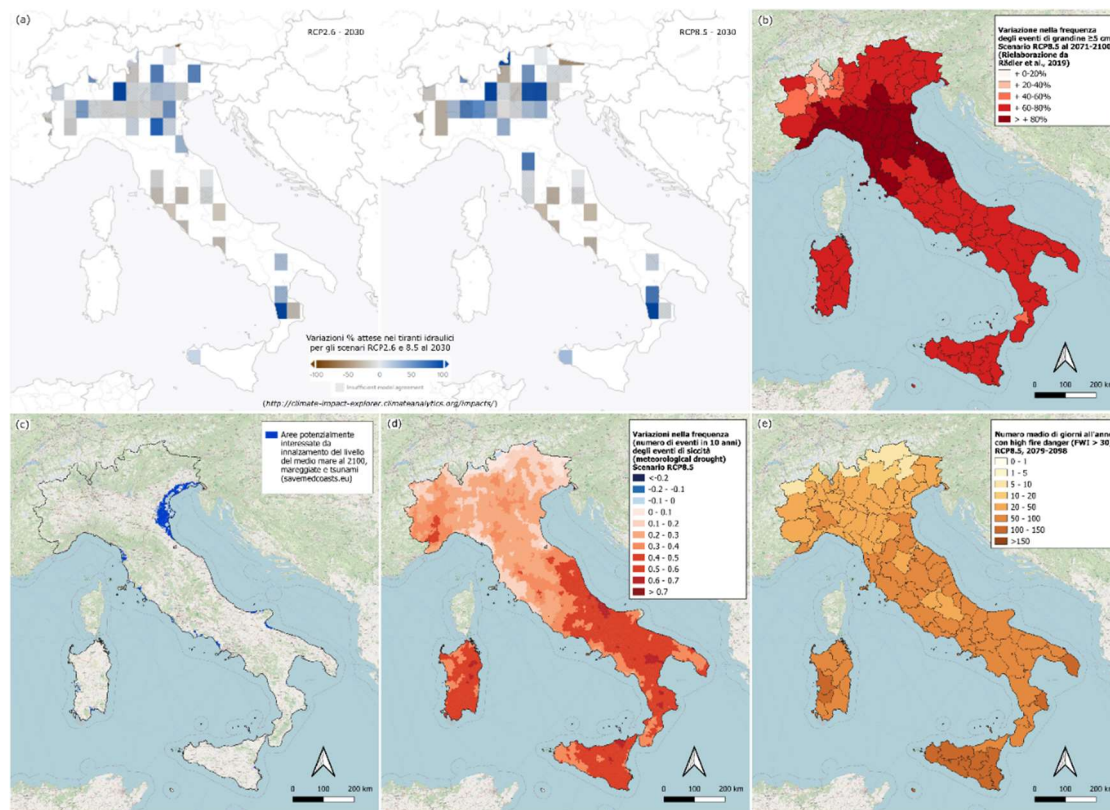 (a)
RCP2.6 - 2030
RCP8.5 - 2030
Variazioni % attese nei tiranti idraulici
per gli scenari RCP2.6 e 8.5 al 2030
-100 -50 0 50 100
Insufficient model agreement
(http://climate-impact-explorer.climateanalytics.org/impacts/)
(b)
Variazione nella frequenza
degli eventi di grandine ≥5 cm
Scenario RCP8.5 al 2071-2100
(Rielaborazione da
Rädler et al., 2019)
+ 0-20%
+ 20-40%
+ 40-60%
+ 60-80%
> + 80%
0 100 200 km
(c)
Aree potenzialmente
interessate da
innalzamento del livello
del medio mare al 2100,
mareggiate e tsunami
(savemedcoasts.eu)
0 100 200 km
(d)
Variazioni nella frequenza
(numero di eventi in 10 anni)
degli eventi di siccità
(meteorological drought)
Scenario RCP8.5
<-0.2
-0.2 - -0.1
-0.1 - 0
0 - 0.1
0.1 - 0.2
0.2 - 0.3
0.3 - 0.4
0.4 - 0.5
0.5 - 0.6
0.6 - 0.7
> 0.7
0 100 200 km
(e)
Numero madio di giorni all'anno
con high fire danger (FWI > 30)
RCP8.5, 2079-2098
0 - 1
1 - 5
5 - 10
10 - 20
20 - 50
50 - 100
100 - 150
>150
0 100 200 km